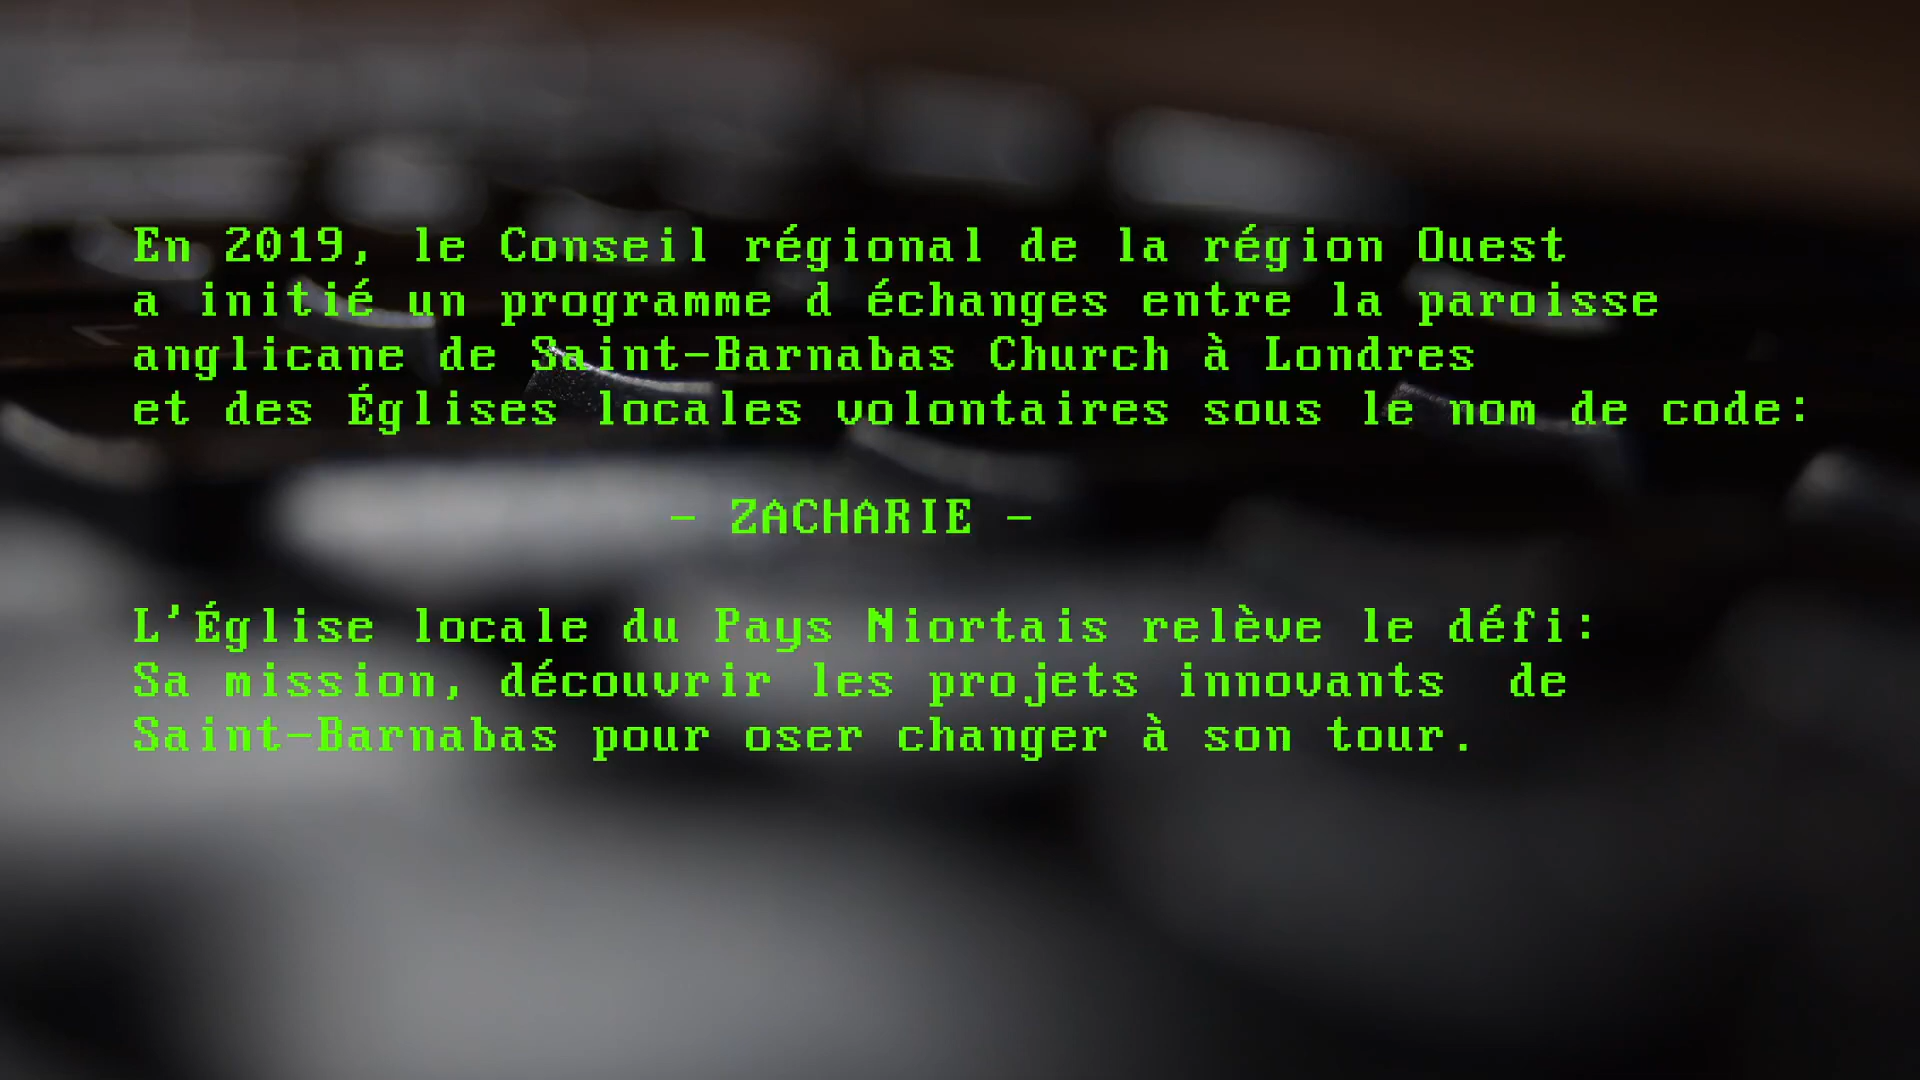 En 2019, le Conseil régional de la région Ouest
a initié un programme d échanges entre la paroisse
anglicane de Saint-Barnabas Church à Londres
et des Églises locales volontaires sous le nom de code:
- ZACHARIE -
L'Église locale du Pays Niortais relève le défi:
Sa mission, découvrir les projets innovants de
Saint-Barnabas pour oser changer à son tour.